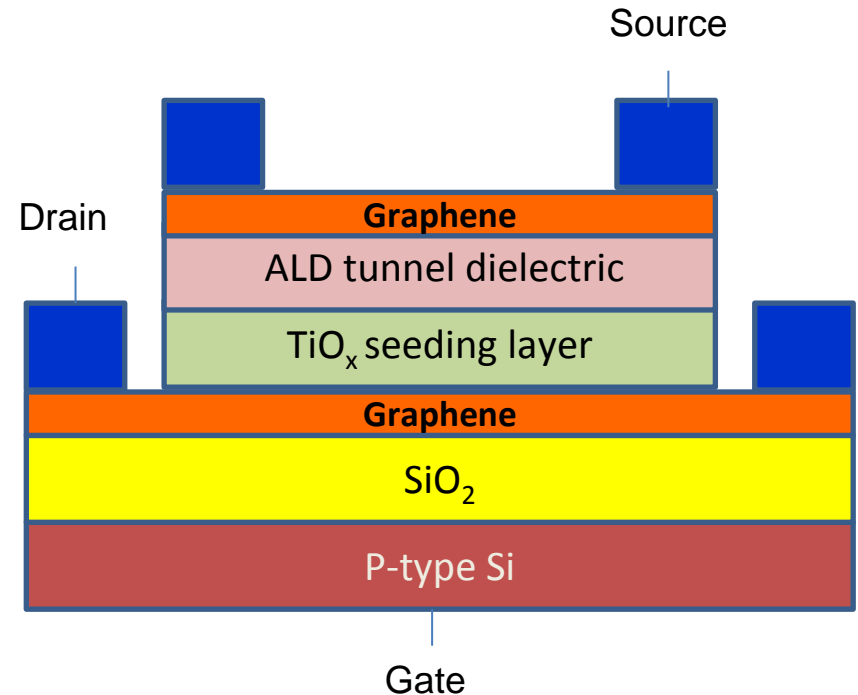 Source
Drain
Graphene
ALD tunnel dielectric
TiOₓ seeding layer
Graphene
SiO₂
P-type Si
Gate